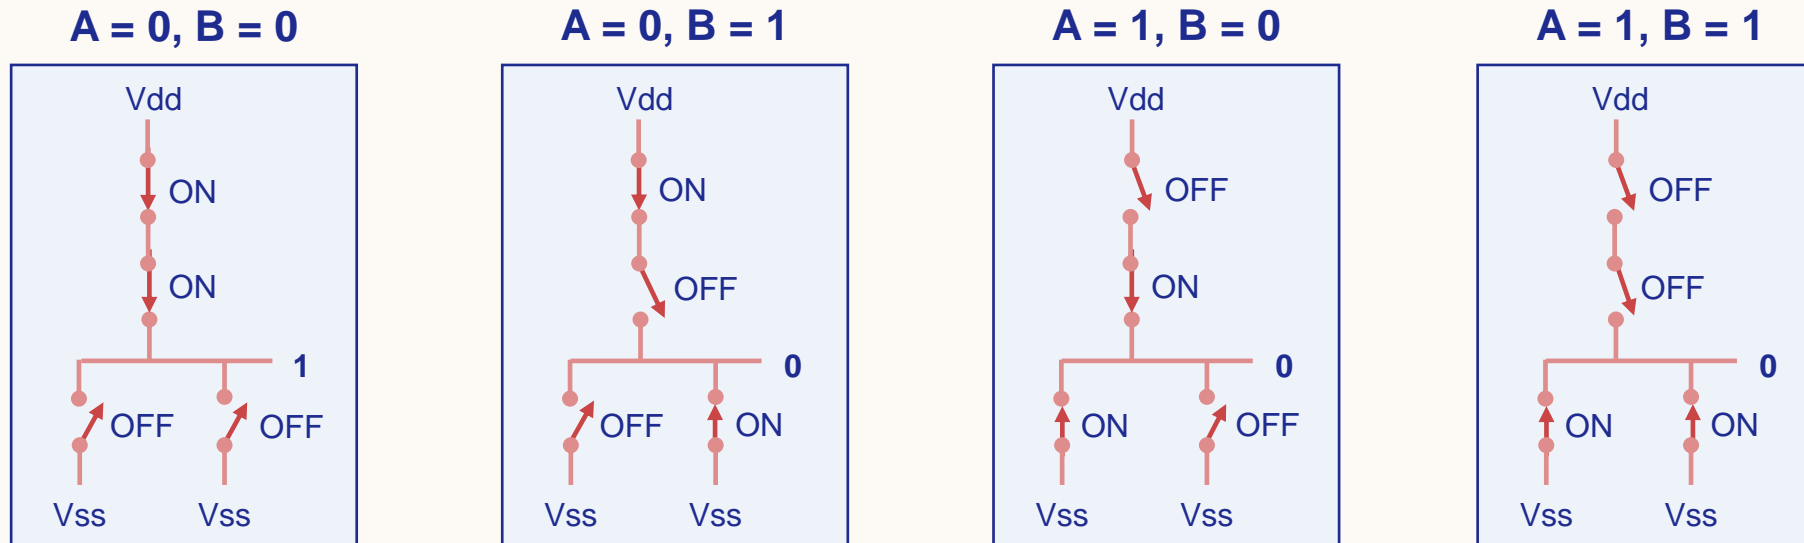 A = 0, B = 0
Vdd
ON
ON
1
OFF
OFF
Vss
Vss
A = 0, B = 1
Vdd
ON
OFF
0
OFF
ON
Vss
Vss
A = 1, B = 0
Vdd
OFF
ON
0
ON
OFF
Vss
Vss
A = 1, B = 1
Vdd
OFF
OFF
0
ON
ON
Vss
Vss